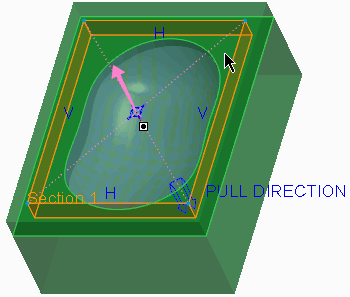 H
V V
Section 1
H
PULL DIRECTION